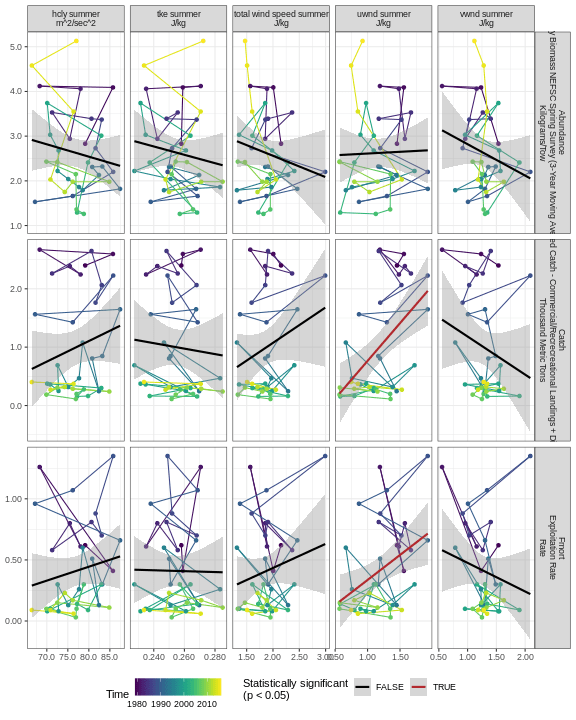 hcly summer
m^2/sec^2
tke summer
J/kg
total wind speed summer
J/kg
uwnd summer
J/kg
vwnd summer
J/kg
5.0
4.0
3.0
2.0
1.0
Abundance
y Biomass NEFSC Spring Survey (3-Year Moving Ave
Kilograms/tow
2.0
1.0
0.0
Catch
ed Catch - Commercial/Recreational Landings + D
Thousand Metric Tons
1.00
0.50
0.00
Fmort
Exploitation Rate
Rate
70.0 75.0 80.0 85.0
0.240 0.260 0.280
1.50 2.00 2.50 3.00
0.50 1.00 1.50
0.50 1.00 1.50 2.00
Time
1980 1990 2000 2010
Statistically significant
(p < 0.05)
FALSE
TRUE